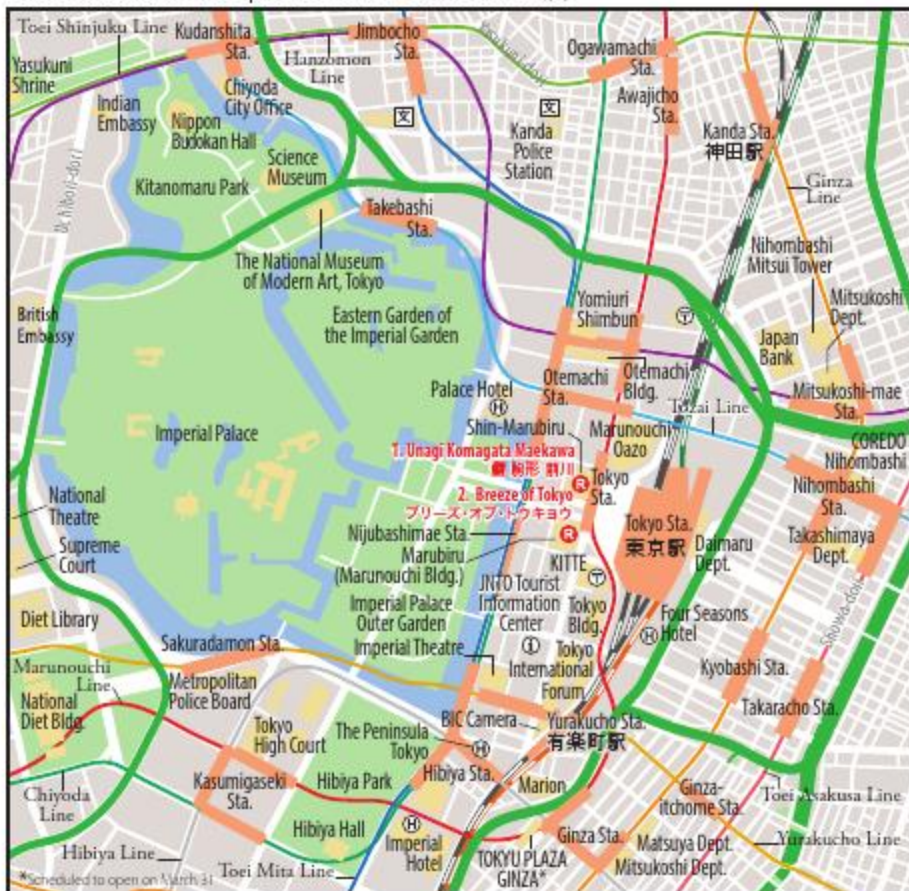 Toei Shinjuku Line
Kudanshita
Sta.
Jimbocho
Sta.
Hanzomon
Line
Yasukuni-dori
Ogawamachi
Sta.
Yasukuni
Shrine
Indian
Embassy
Chiyoda
City Office
Nippon
Budokan Hall
文
文
Kanda
Police
Station
Awajicho
Sta.
Kanda Sta.
神田駅
Science
Museum
Kitanomaru Park
Uchibori-dori
Ginza
Line
Takebashi
Sta.
The National Museum
of Modern Art, Tokyo
Nihombashi
Mitsui Tower
Mitsukoshi
Dept.
British
Embassy
Eastern Garden of
the Imperial Garden
Yomiuri
Shimbun
〒
Japan
Bank
Palace Hotel
H
Otemachi
Sta.
Otemachi
Bldg.
Mitsukoshi-mae
Sta.
Tozai Line
Shin-Marubiru
Marunouchi
Oazo
Imperial Palace
1. Unagi Komagata Maekawa
前川
R
Tokyo
Sta.
COREDO
Nihombashi
Nihombashi
Sta.
National
Theatre
2. Breeze of Tokyo
ブリーズ・オブ・トウキョウ
R
Tokyo Sta.
東京駅
Takashimaya
Dept.
Supreme
Court
Nijubashimae Sta.
Marubiru
(Marunouchi Bldg.)
KITTE
〒
Daimaru
Dept.
JNTO Tourist
Information
Center
i
Tokyo
Bldg.
Four Seasons
Hotel
H
Showa-dori
Diet Library
Imperial Palace
Outer Garden
Imperial Theatre
Sakuradamon Sta.
Tokyo
International
Forum
Kyobashi Sta.
Marunouchi
Line
National
Diet Bldg.
Metropolitan
Police Board
Takaracho Sta.
Tokyo
High Court
The Peninsula
Tokyo
BIC Camera
H
Yurakucho Sta.
有楽町駅
Kasumigaseki
Sta.
Hibiya Park
Hibiya Sta.
Marion
Chiyoda
Line
Ginza-
itchome Sta.
Toei Asakusa Line
Hibiya Hall
H
Imperial
Hotel
Ginza Sta.
Matsuya Dept.
Yurakucho Line
Hibiya Line
Toei Mita Line
TOKYU PLAZA
GINZA*
Mitsukoshi Dept.
*Scheduled to open on March 31